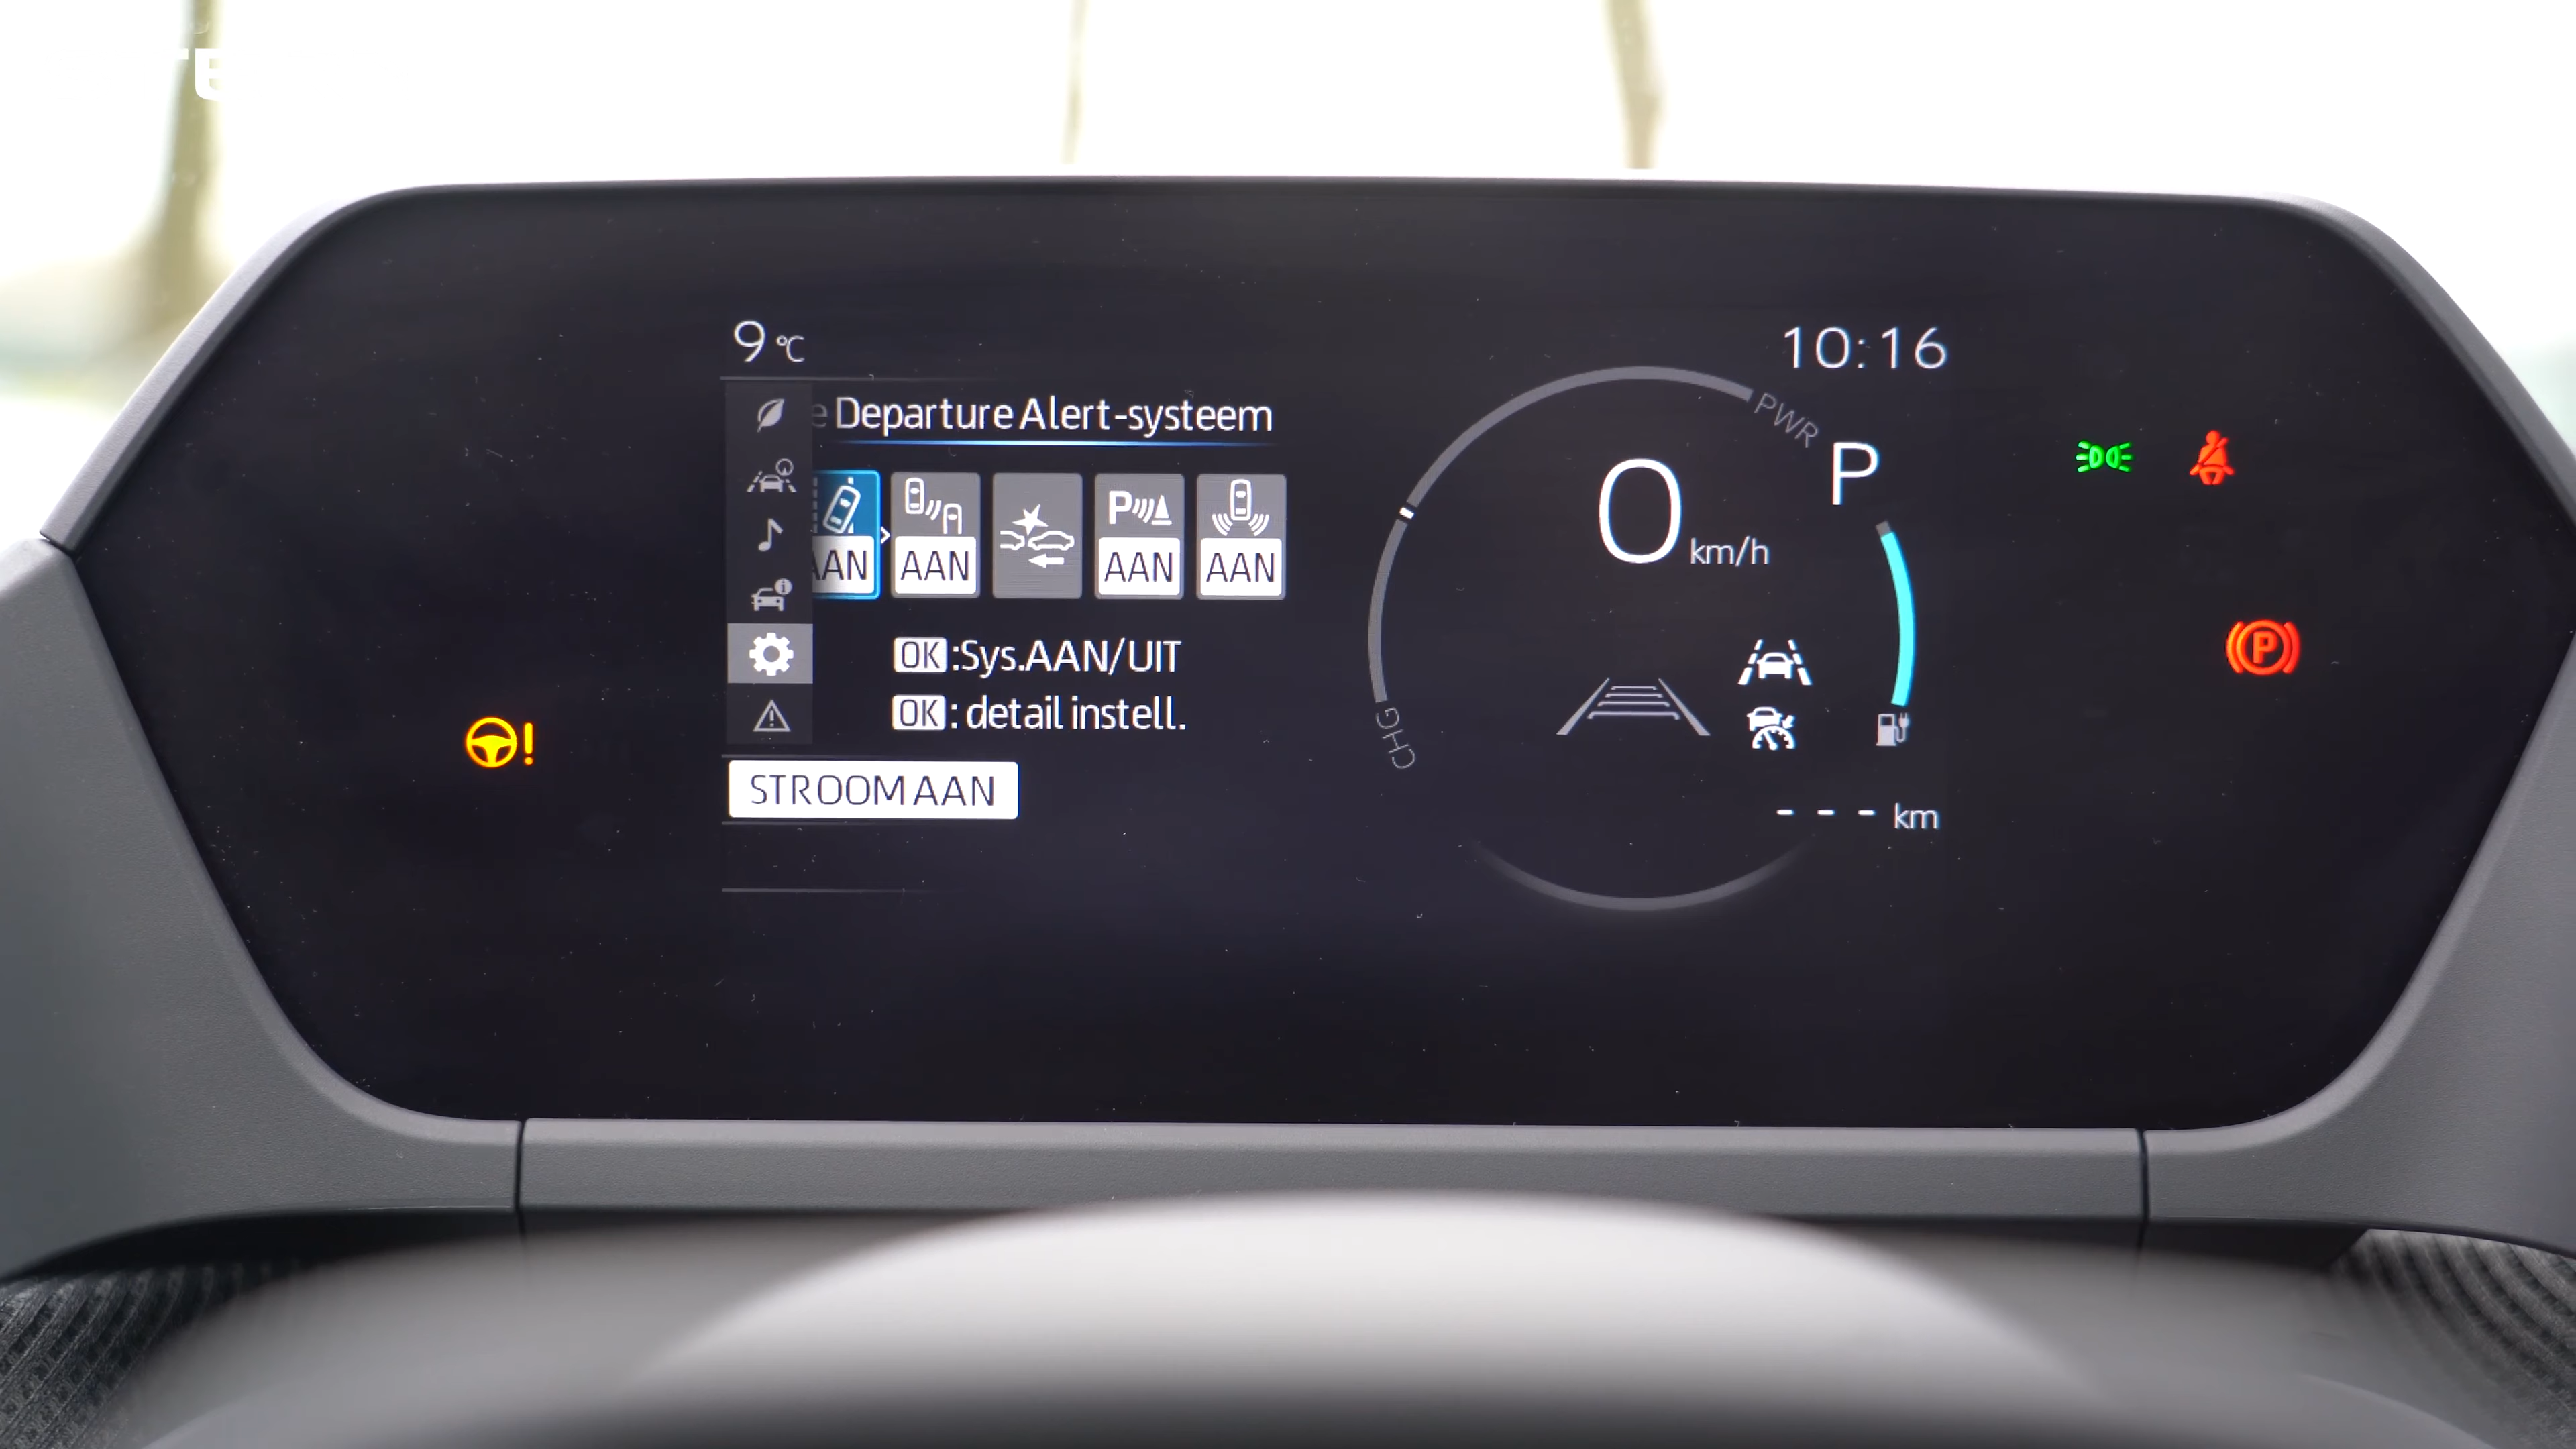 9 °C
10:16
Departure Alert-systeem
AAN
AAN
AAN
AAN
P
OK :Sys.AAN/UIT
OK : detail instell.
STROOM AAN
PWR
P
0 km/h
CHG
- - - km
P